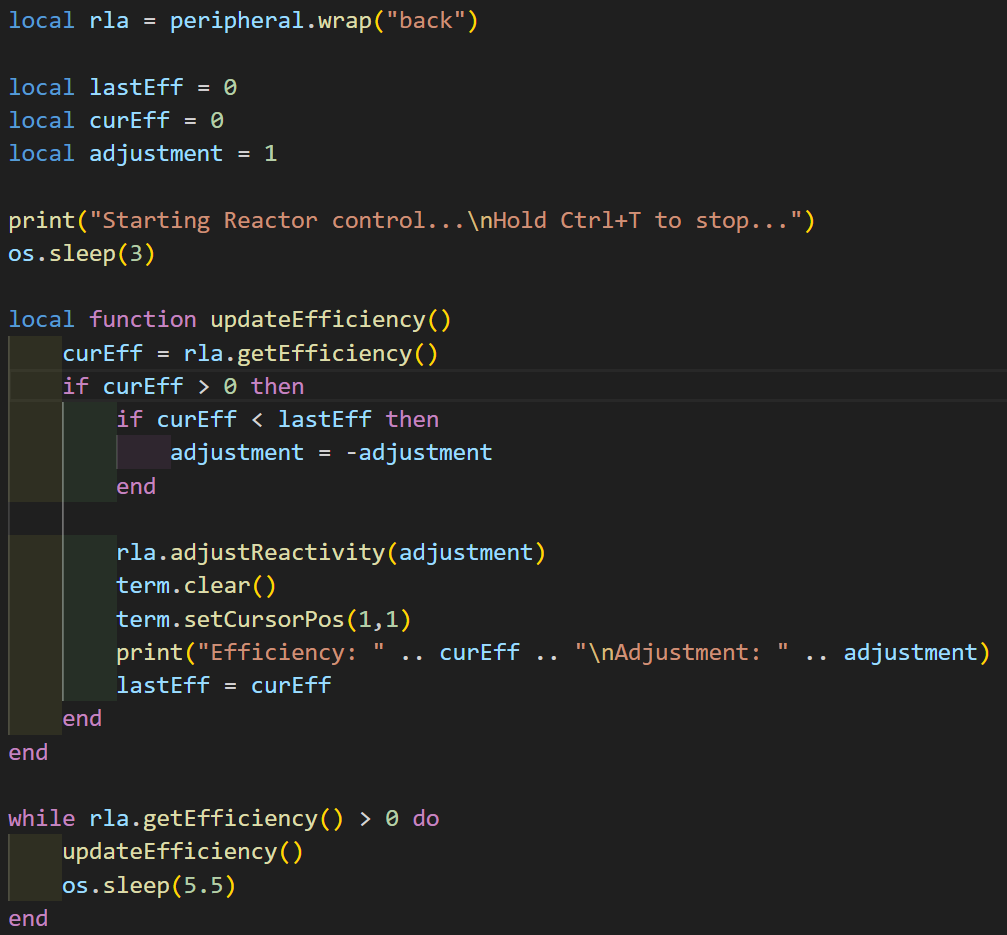 local rla = peripheral.wrap("back")

local lastEff = 0
local curEff = 0
local adjustment = 1

print("Starting Reactor control...\nHold Ctrl+T to stop...")
os.sleep(3)

local function updateEfficiency()
    curEff = rla.getEfficiency()
    if curEff > 0 then
        if curEff < lastEff then
            adjustment = -adjustment
        end

        rla.adjustReactivity(adjustment)
        term.clear()
        term.setCursorPos(1,1)
        print("Efficiency: " .. curEff .. "\nAdjustment: " .. adjustment)
        lastEff = curEff
    end
end

while rla.getEfficiency() > 0 do
    updateEfficiency()
    os.sleep(5.5)
end